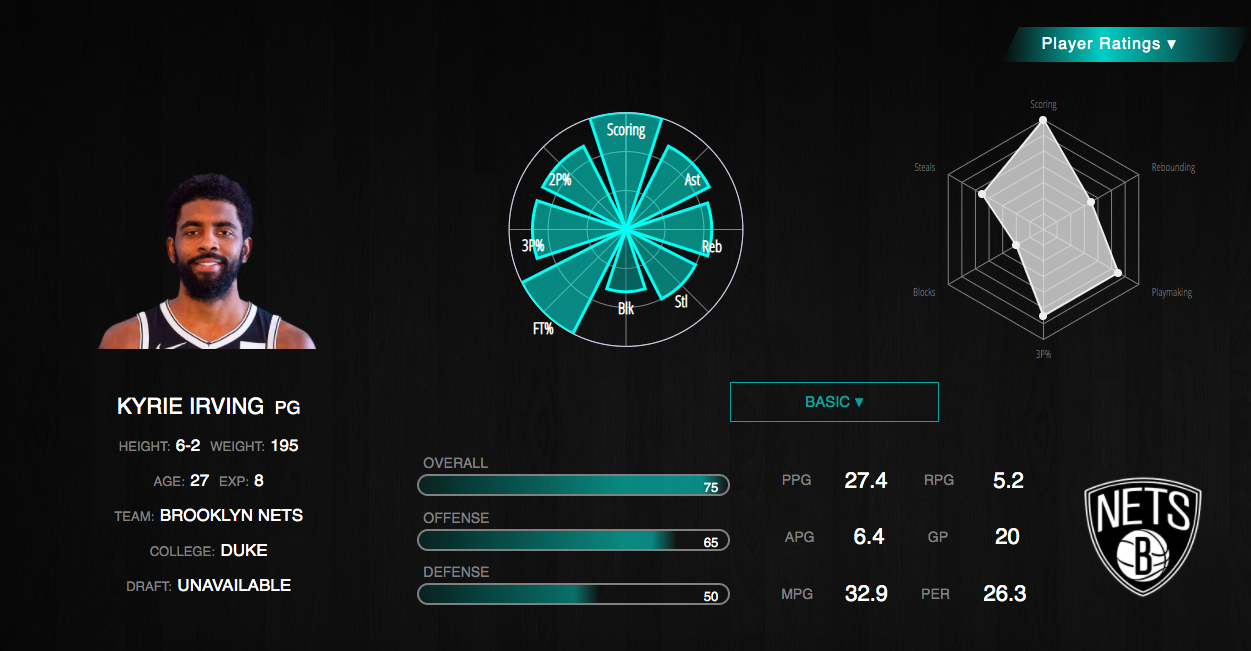 Player Ratings ▾
Scoring
2P%
Ast
3P%
Reb
FT%
Blk
Stl
Scoring
Steals
Rebounding
Blocks
Playmaking
3P%
KYRIE IRVING PG
HEIGHT: 6-2 WEIGHT: 195
AGE: 27 EXP: 8
TEAM: BROOKLYN NETS
COLLEGE: DUKE
DRAFT: UNAVAILABLE
BASIC ▾
OVERALL
75
OFFENSE
65
DEFENSE
50
PPG 27.4 RPG 5.2
APG 6.4 GP 20
MPG 32.9 PER 26.3
NETS
B